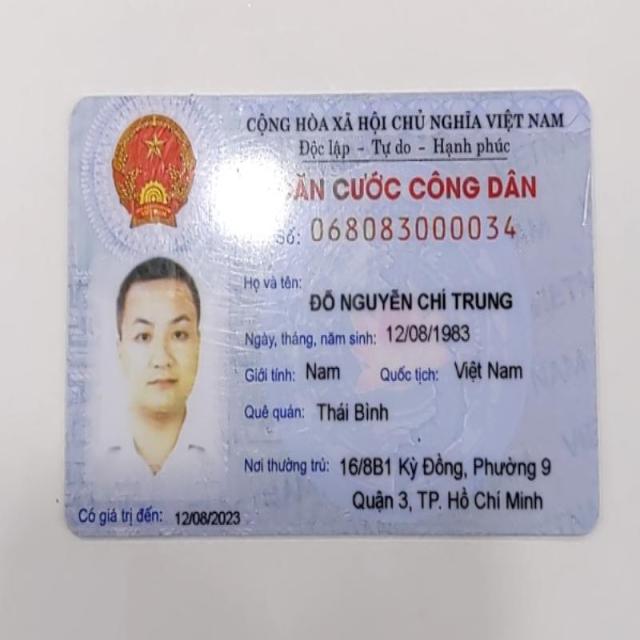 CỘNG HÒA XÃ HỘI CHỦ NGHĨA VIỆT NAM
Độc lập - Tự do - Hạnh phúc
CĂN CƯỚC CÔNG DÂN
Số: 068083000034
Họ và tên:
ĐỖ NGUYỄN CHÍ TRUNG
Ngày, tháng, năm sinh: 12/08/1983
Giới tính: Nam Quốc tịch: Việt Nam
Quê quán: Thái Bình
Nơi thường trú: 16/8B1 Kỳ Đồng, Phường 9
Quận 3, TP. Hồ Chí Minh
Có giá trị đến: 12/08/2023